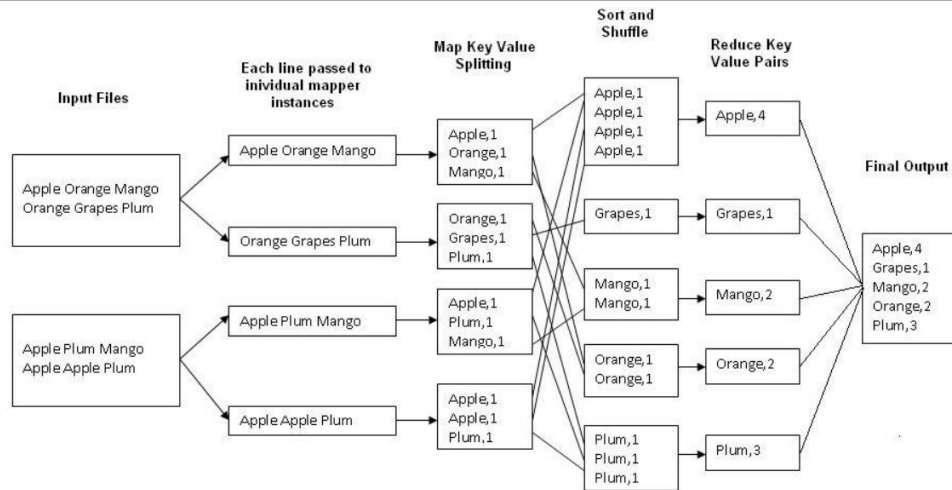 Input Files
Each line passed to
inividual mapper
instances
Map Key Value
Splitting
Sort and
Shuffle
Reduce Key
Value Pairs
Final Output
Apple Orange Mango
Orange Grapes Plum
Apple Plum Mango
Apple Apple Plum
Apple Orange Mango
Orange Grapes Plum
Apple Plum Mango
Apple Apple Plum
Apple,1
Orange,1
Mango,1
Orange,1
Grapes,1
Plum,1
Apple,1
Plum,1
Mango,1
Apple,1
Apple,1
Plum,1
Apple,1
Apple,1
Apple,1
Apple,1
Grapes,1
Mango,1
Mango,1
Orange,1
Orange,1
Plum,1
Plum,1
Plum,1
Apple,4
Grapes,1
Mango,2
Orange,2
Plum,3
Apple,4
Grapes,1
Mango,2
Orange,2
Plum,3